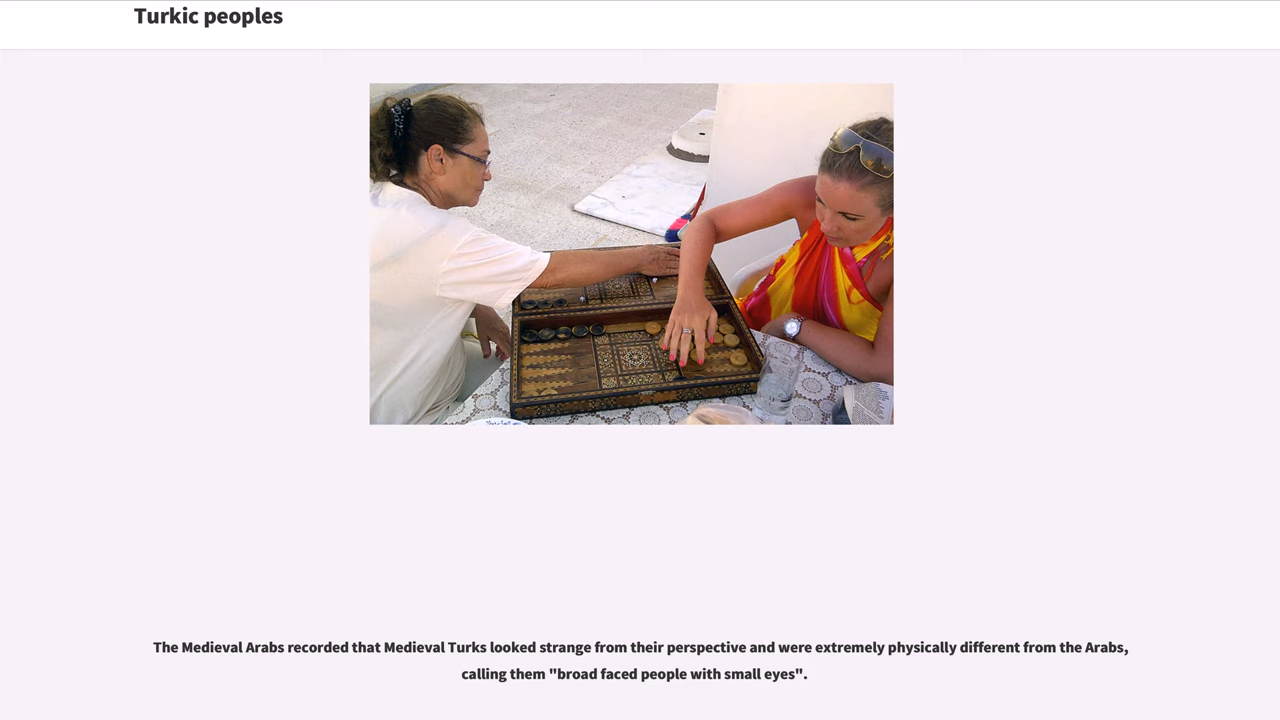 Turkic peoples
The Medieval Arabs recorded that Medieval Turks looked strange from their perspective and were extremely physically different from the Arabs,
calling them "broad faced people with small eyes".